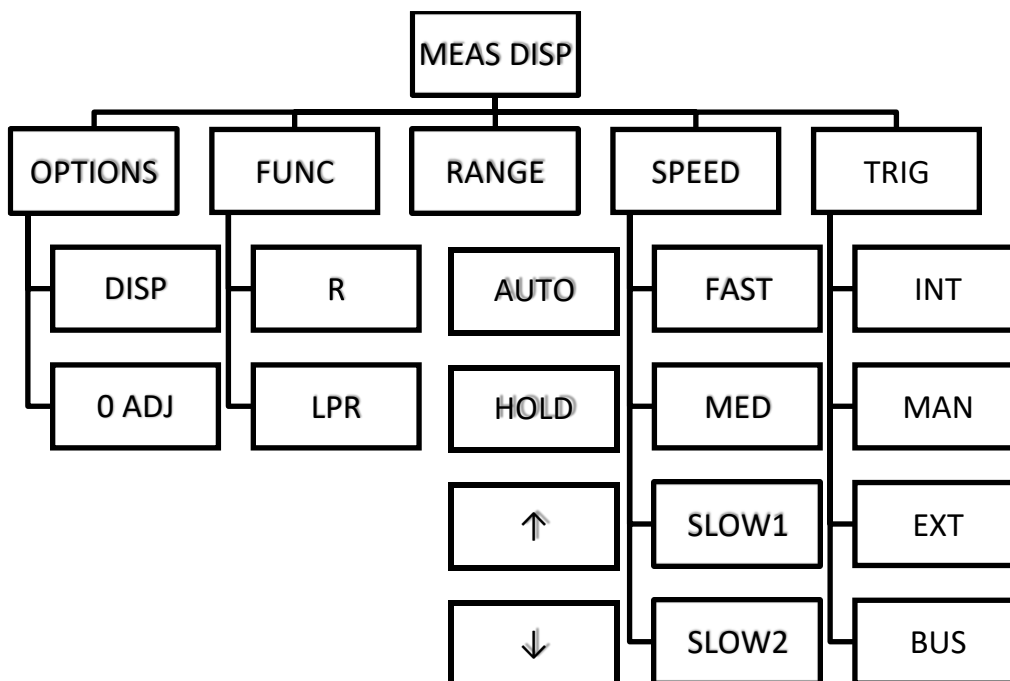 MEAS DISP
OPTIONS
FUNC
RANGE
SPEED
TRIG
DISP
R
AUTO
FAST
INT
0 ADJ
LPR
HOLD
MED
MAN
↑
SLOW1
EXT
↓
SLOW2
BUS